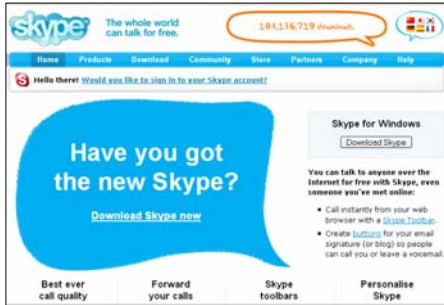 skype
The whole world
can talk for free.
184,136,719 downloads.
Home Products Download Community Store Partners Company Help
Hello there! Would you like to sign in to your Skype account?
Have you got
the new Skype?
Download Skype now
Skype for Windows
Download Skype
You can talk to anyone over the
Internet for free with Skype, even
someone you've met online:
Call instantly from your web
browser with a Skype Toolbar.
Create buttons for your email
signature (or blog) so people
can call you or leave a voicemail.
Best ever
call quality
Forward
your calls
Skype
toolbars
Personalise
Skype